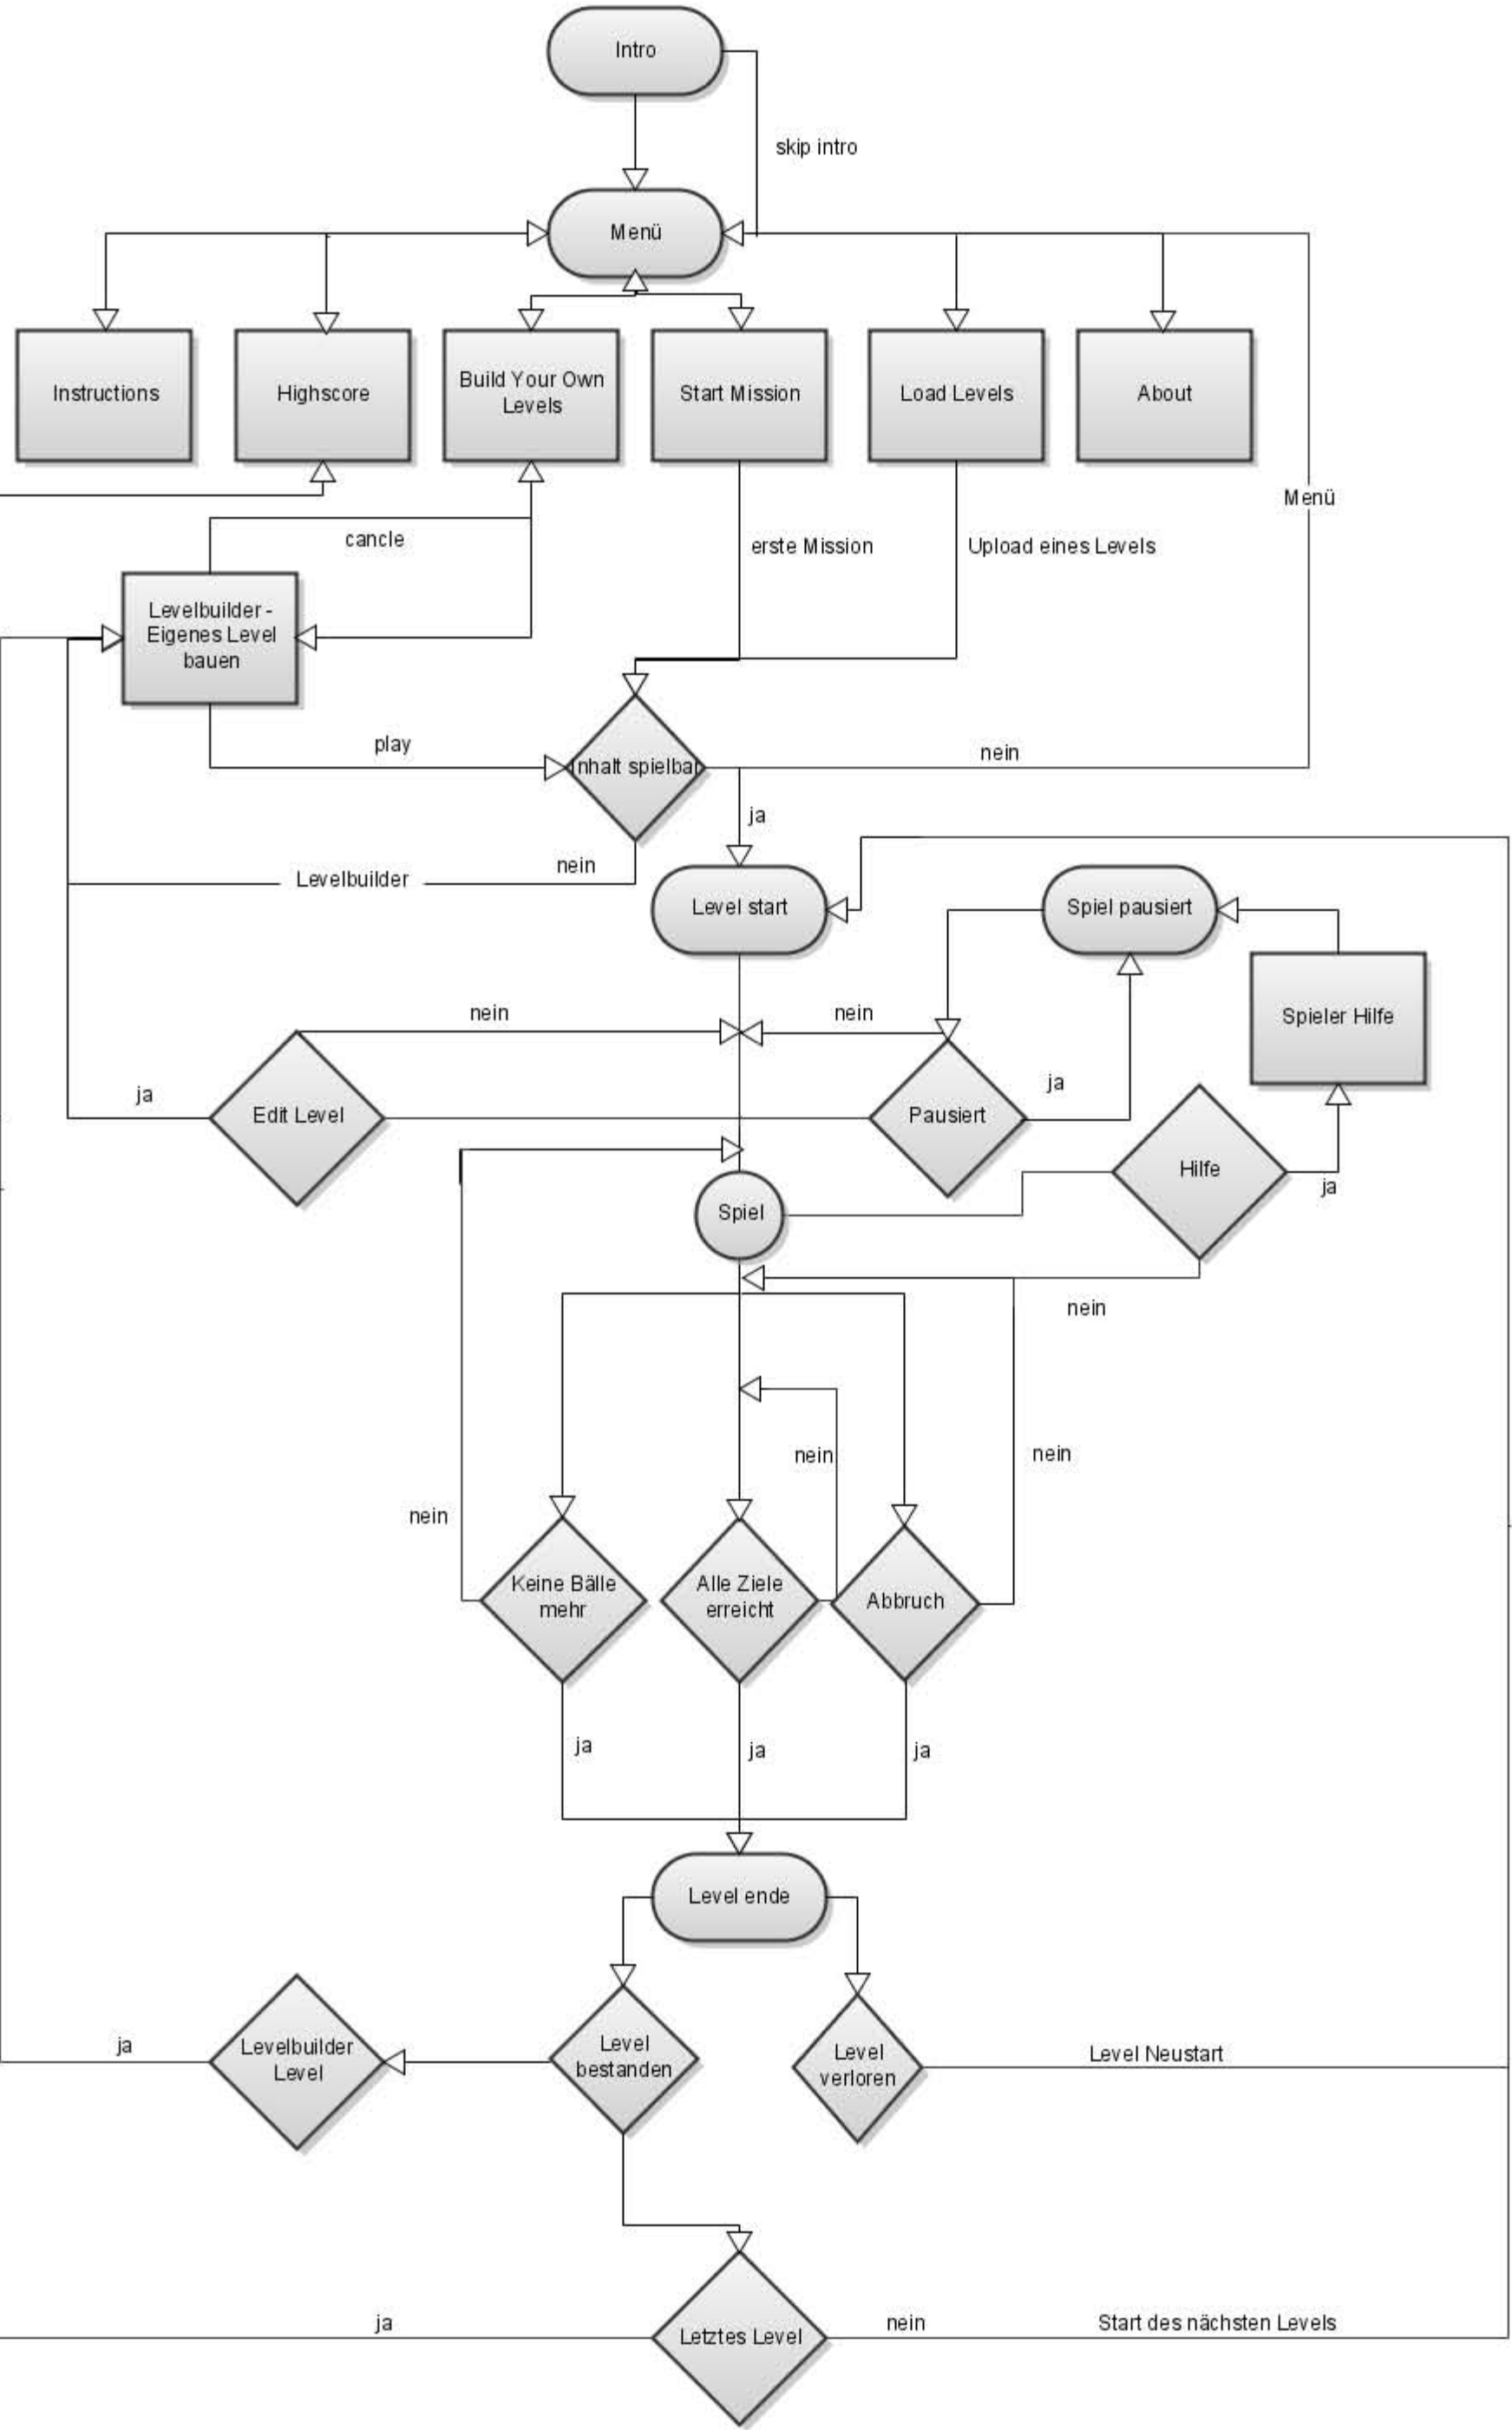 Intro
skip intro
Menü
Instructions
Highscore
Build Your Own
Levels
Start Mission
Load Levels
About
Menü
cancle
erste Mission
Upload eines Levels
Levelbuilder -
Eigenes Level
bauen
play
nhalt spielba
nein
ja
nein
Levelbuilder
Level start
Spiel pausiert
nein
nein
Spieler Hilfe
ja
ja
Edit Level
Pausiert
Hilfe
ja
Spiel
nein
nein
nein
nein
Keine Bälle
mehr
Alle Ziele
erreicht
Abbruch
ja
ja
ja
Level ende
ja
Levelbuilder
Level
Level
bestanden
Level
verloren
Level Neustart
ja
nein
Start des nächsten Levels
Letztes Level